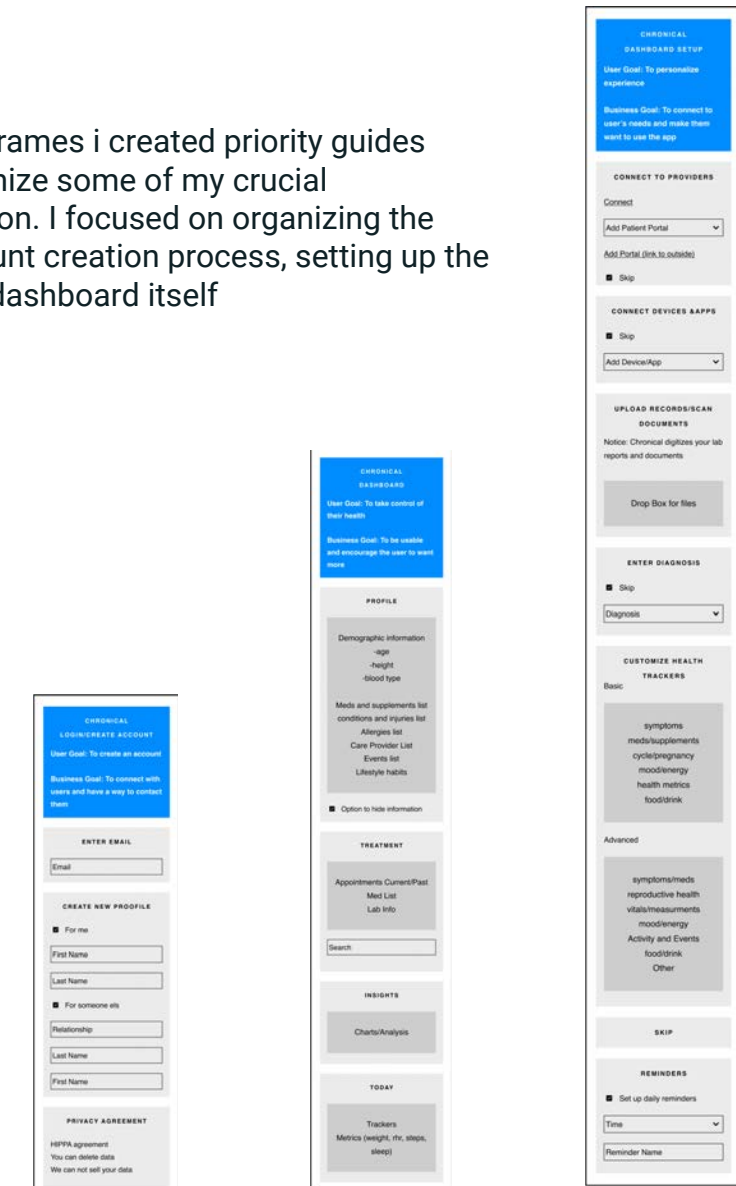 rames i created priority guides
nize some of my crucial
on. I focused on organizing the
unt creation process, setting up the
dashboard itself
CHRONICAL
LOGIN/CREATE ACCOUNT
User Goal: To create an account
Business Goal: To connect with
users and have a way to contact
them
ENTER EMAIL
Email
CREATE NEW PROOFILE
For me
First Name
Last Name
For someone els
Relationship
Last Name
First Name
PRIVACY AGREEMENT
HIPPA agreement
You can delete data
We can not sell your data
CHRONICAL
DASHBOARD
User Goal: To take control of
their health
Business Goal: To be usable
and encourage the user to want
more
PROFILE
Demographic information
-age
-height
-blood type
Meds and supplements list
conditions and injuries list
Allergies list
Care Provider List
Events list
Lifestyle habits
Option to hide information
TREATMENT
Appointments Current/Past
Med List
Lab Info
Search
INSIGHTS
Charts/Analysis
TODAY
Trackers
Metrics (weight, rhr, steps,
sleep)
CHRONICAL
DASHBOARD SETUP
User Goal: To personalize
experience
Business Goal: To connect to
user's needs and make them
want to use the app
CONNECT TO PROVIDERS
Connect
Add Patient Portal
Add Portal (link to outside)
Skip
CONNECT DEVICES &APPS
Skip
Add Device/App
UPLOAD RECORDS/SCAN
DOCUMENTS
Notice: Chronical digitizes your lab
reports and documents
Drop Box for files
ENTER DIAGNOSIS
Skip
Diagnosis
CUSTOMIZE HEALTH
TRACKERS
Basic
symptoms
meds/supplements
cycle/pregnancy
mood/energy
health metrics
food/drink
Advanced
symptoms/meds
reproductive health
vitals/measurments
mood/energy
Activity and Events
food/drink
Other
SKIP
REMINDERS
Set up daily reminders
Time
Reminder Name